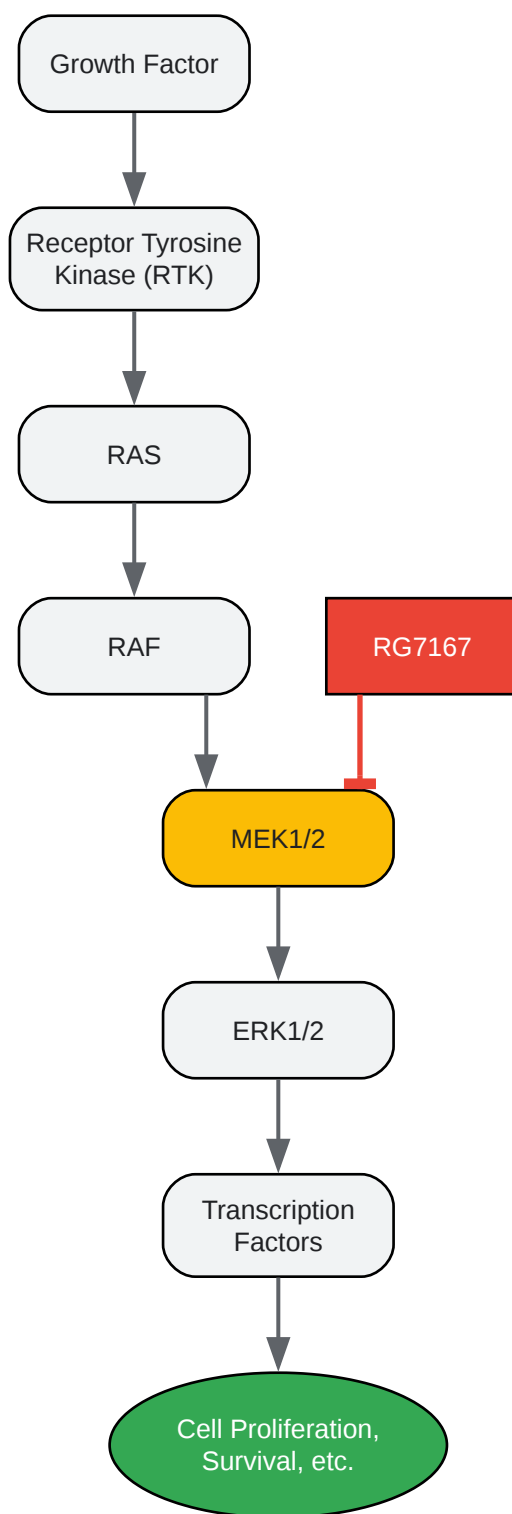 Growth Factor
Receptor Tyrosine
Kinase (RTK)
RAS
RAF
RG7167
MEK1/2
ERK1/2
Transcription
Factors
Cell Proliferation,
Survival, etc.